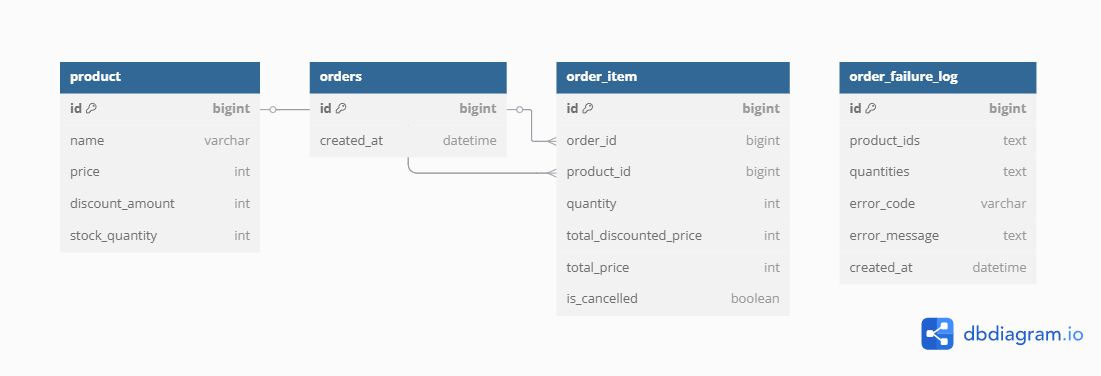 product
id bigint
name varchar
price int
discount_amount int
stock_quantity int
orders
id bigint
created_at datetime
order_item
id bigint
order_id bigint
product_id bigint
quantity int
total_discounted_price int
total_price int
is_cancelled boolean
order_failure_log
id bigint
product_ids text
quantities text
error_code varchar
error_message text
created_at datetime
dbdiagram.io